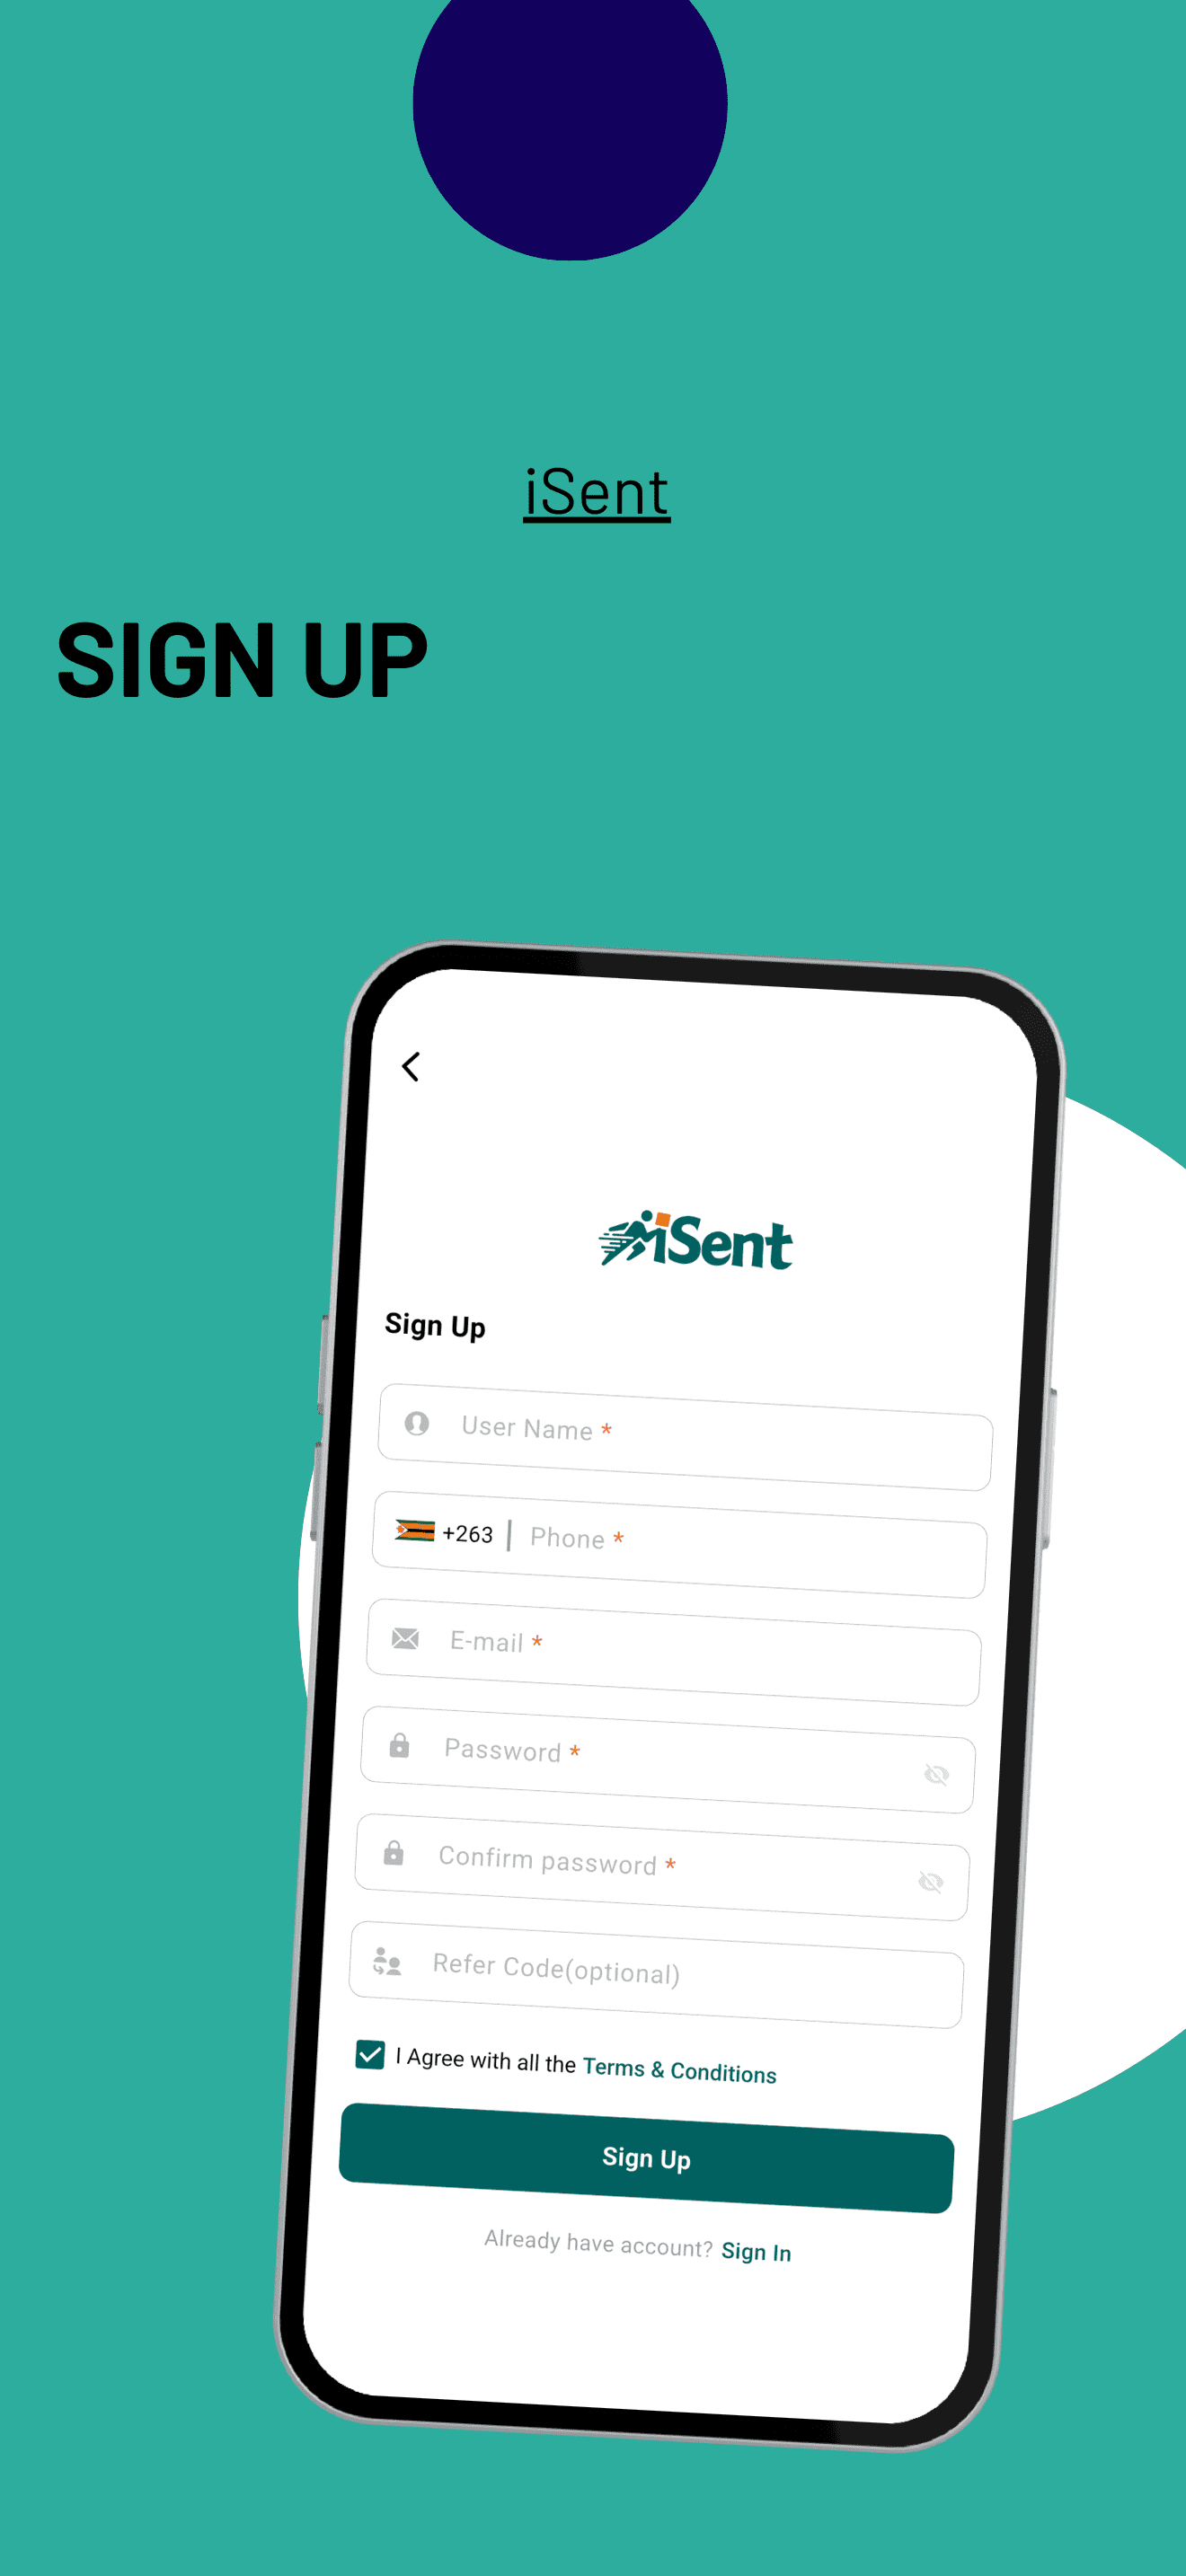 iSent
SIGN UP
iSent
Sign Up
User Name *
+263 | Phone *
E-mail *
Password *
Confirm password *
Refer Code(optional)
I Agree with all the Terms & Conditions
Sign Up
Already have account? Sign In